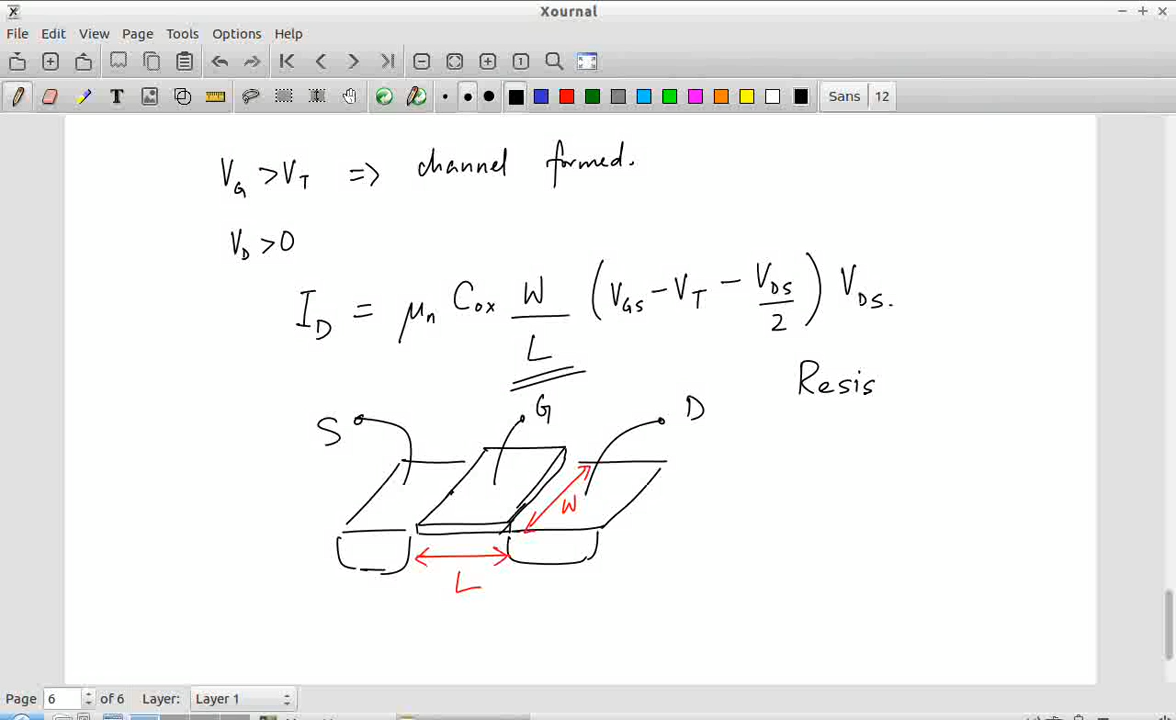 Xournal
File Edit View Page Tools Options Help
Sans 12
V_G > V_T => channel formed.
V_D > 0
I_D = μ_n C_ox W/L (V_GS - V_T - V_DS/2) V_DS.
Resis
S G D
W
L
Page 6 of 6 Layer: Layer 1